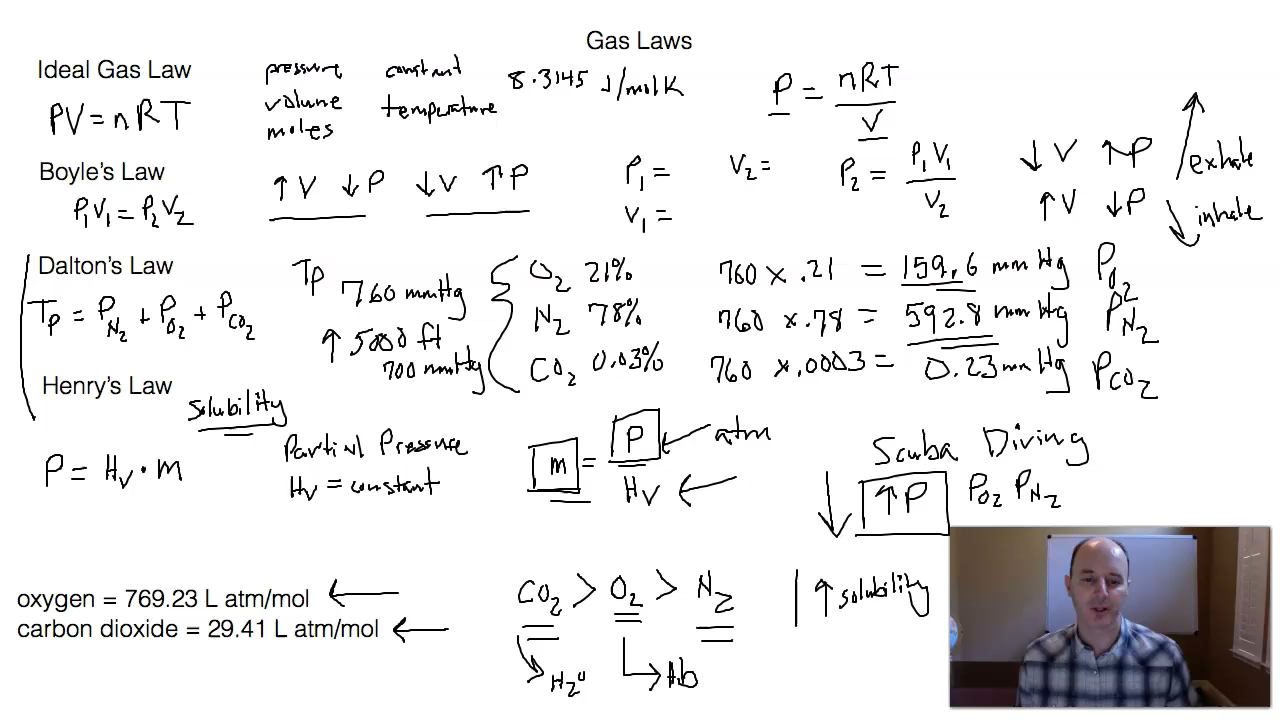 Gas Laws
Ideal Gas Law
PV = nRT
pressure constant 8.3145 J/molK
volume temperature
moles
P = nRT / V
Boyle's Law
P₁V₁ = P₂V₂
↑V ↓P ↓V ↑P
P₁ = V₂ =
V₁ =
P₂ = P₁V₁ / V₂
↓V ↑P exhale
↑V ↓P inhale
Dalton's Law
Tp = PN₂ + PO₂ + PCO₂
Tp 760 mmHg
↑ 5000 ft
700 mmHg
O₂ 21% 760 x .21 = 159.6 mm Hg PO₂
N₂ 78% 760 x .78 = 592.8 mm Hg PN₂
CO₂ 0.03% 760 x .0003 = 0.23 mm Hg PCO₂
Henry's Law
solubility
P = Hv · m
Partial Pressure
Hv = constant
m = P / Hv ← atm
Scuba Diving
↓ ↑P PO₂ PN₂
oxygen = 769.23 L atm/mol
carbon dioxide = 29.41 L atm/mol
CO₂ > O₂ > N₂
↑ solubility
H₂O
Hb